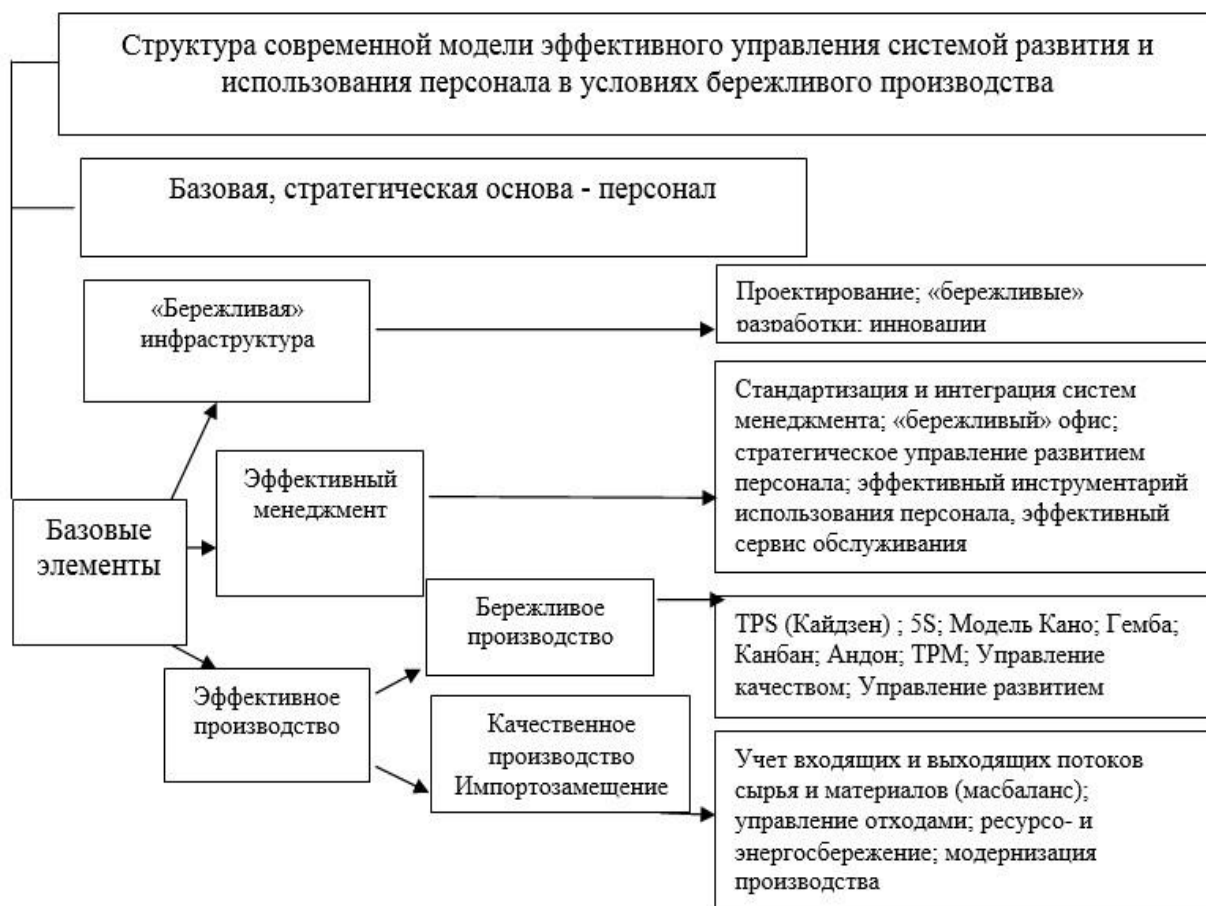 Структура современной модели эффективного управления системой развития и
использования персонала в условиях бережливого производства
Базовая, стратегическая основа - персонал
«Бережливая»
инфраструктура
Проектирование; «бережливые»
разработки; инновации
Эффективный
менеджмент
Стандартизация и интеграция систем
менеджмента; «бережливый» офис;
стратегическое управление развитием
персонала; эффективный инструментарий
использования персонала, эффективный
сервис обслуживания
Базовые
элементы
Бережливое
производство
TPS (Кайдзен) ; 5S; Модель Кано; Гемба;
Канбан; Андон; ТРМ; Управление
качеством; Управление развитием
Эффективное
производство
Качественное
производство
Импортозамещение
Учет входящих и выходящих потоков
сырья и материалов (масбаланс);
управление отходами; ресурсо- и
энергосбережение; модернизация
производства